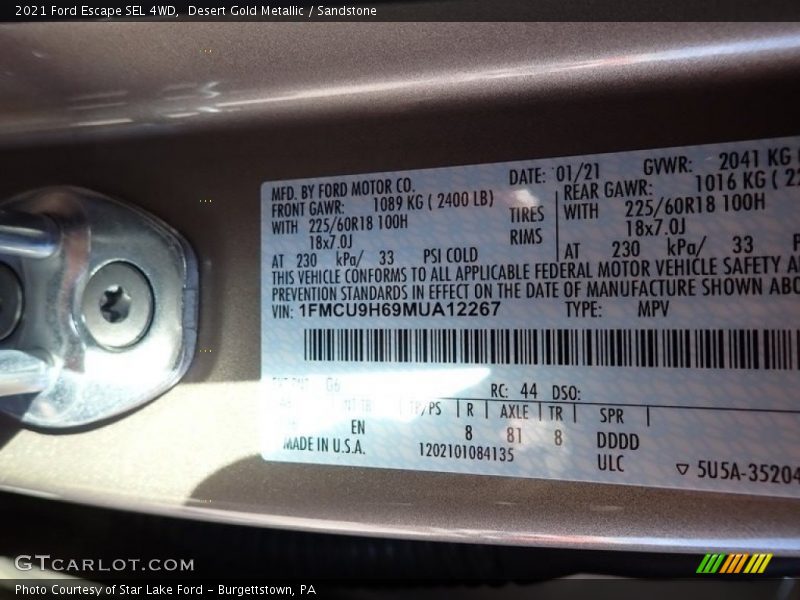 2021 Ford Escape SEL 4WD,  Desert Gold Metallic / Sandstone
MFD. BY FORD MOTOR CO.
DATE: 01/21
GVWR: 2041 KG
FRONT GAWR: 1089 KG ( 2400 LB)
REAR GAWR: 1016 KG (
WITH 225/60R18 100H TIRES
WITH 225/60R18 100H
18x7.0J RIMS
18x7.0J
AT 230 kPa/ 33 PSI COLD
AT 230 kPa/ 33
THIS VEHICLE CONFORMS TO ALL APPLICABLE FEDERAL MOTOR VEHICLE SAFETY
PREVENTION STANDARDS IN EFFECT ON THE DATE OF MANUFACTURE SHOWN
VIN: 1FMCU9H69MUA12267 TYPE: MPV
G6 RC: 44 DSO:
TP/PS R AXLE TR SPR
EN 8 81 8 DDDD
MADE IN U.S.A. 1202101084135
ULC 5U5A-35204
GTCARLOT.COM
Photo Courtesy of Star Lake Ford - Burgettstown, PA